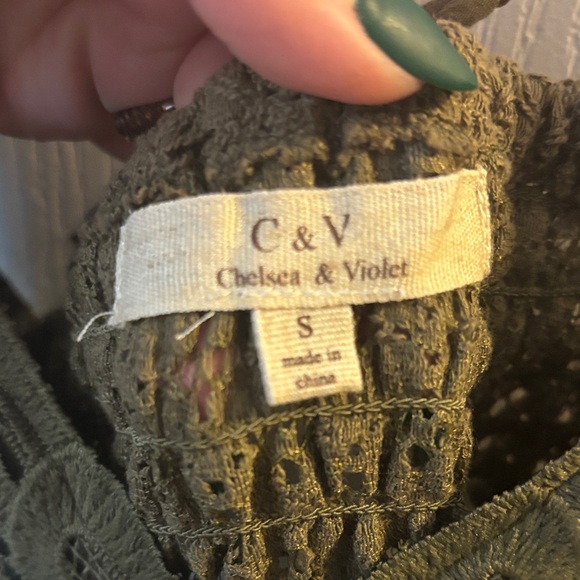 C & V
Chelsea & Violet
S
made in
china